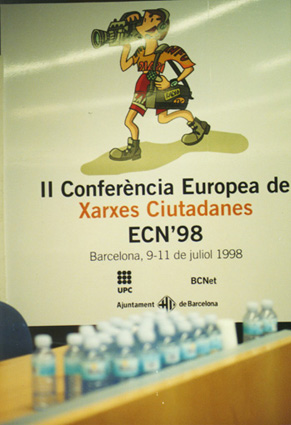 II Conferència Europea de
Xarxes Ciutadanes
ECN'98
Barcelona, 9-11 de juliol 1998
UPC
BCNet
Ajuntament de Barcelona